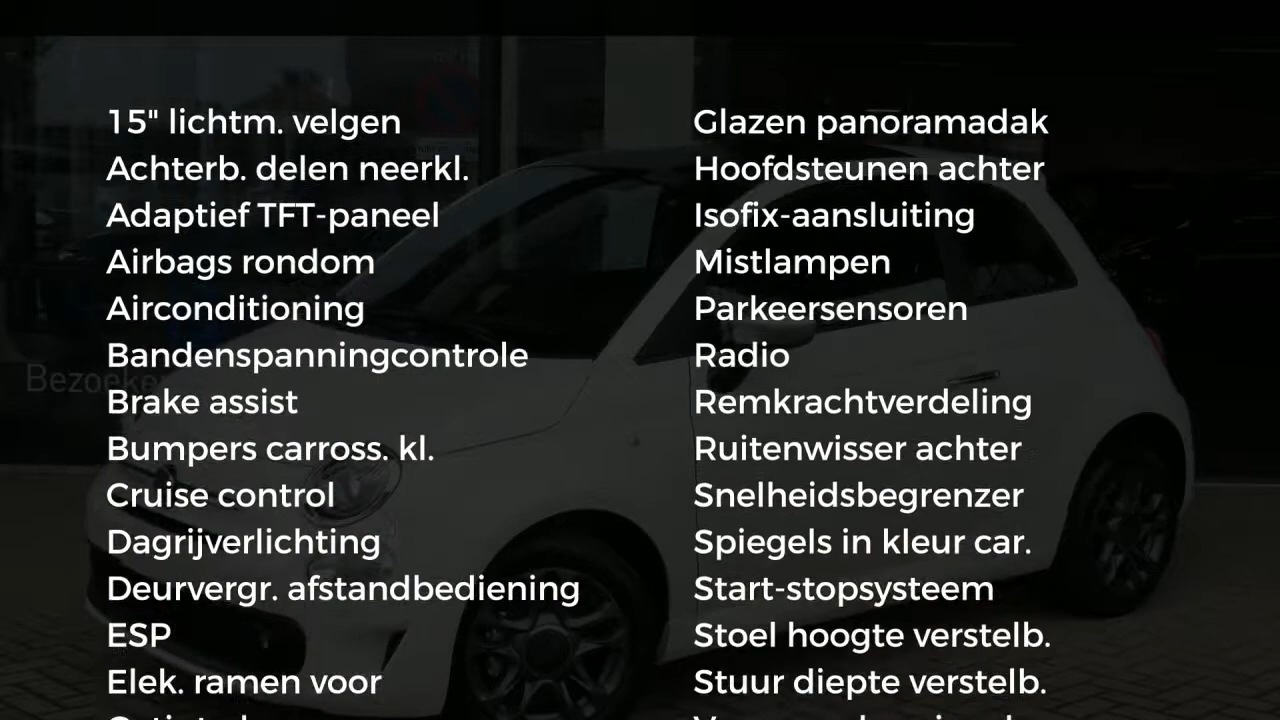 15" lichtm. velgen
Achterb. delen neerkl.
Adaptief TFT-paneel
Airbags rondom
Airconditioning
Bandenspanningcontrole
Brake assist
Bumpers carross. kl.
Cruise control
Dagrijverlichting
Deurvergr. afstandbediening
ESP
Elek. ramen voor
Glazen panoramadak
Hoofdsteunen achter
Isofix-aansluiting
Mistlampen
Parkeersensoren
Radio
Remkrachtverdeling
Ruitenwisser achter
Snelheidsbegrenzer
Spiegels in kleur car.
Start-stopsysteem
Stoel hoogte verstelb.
Stuur diepte verstelb.